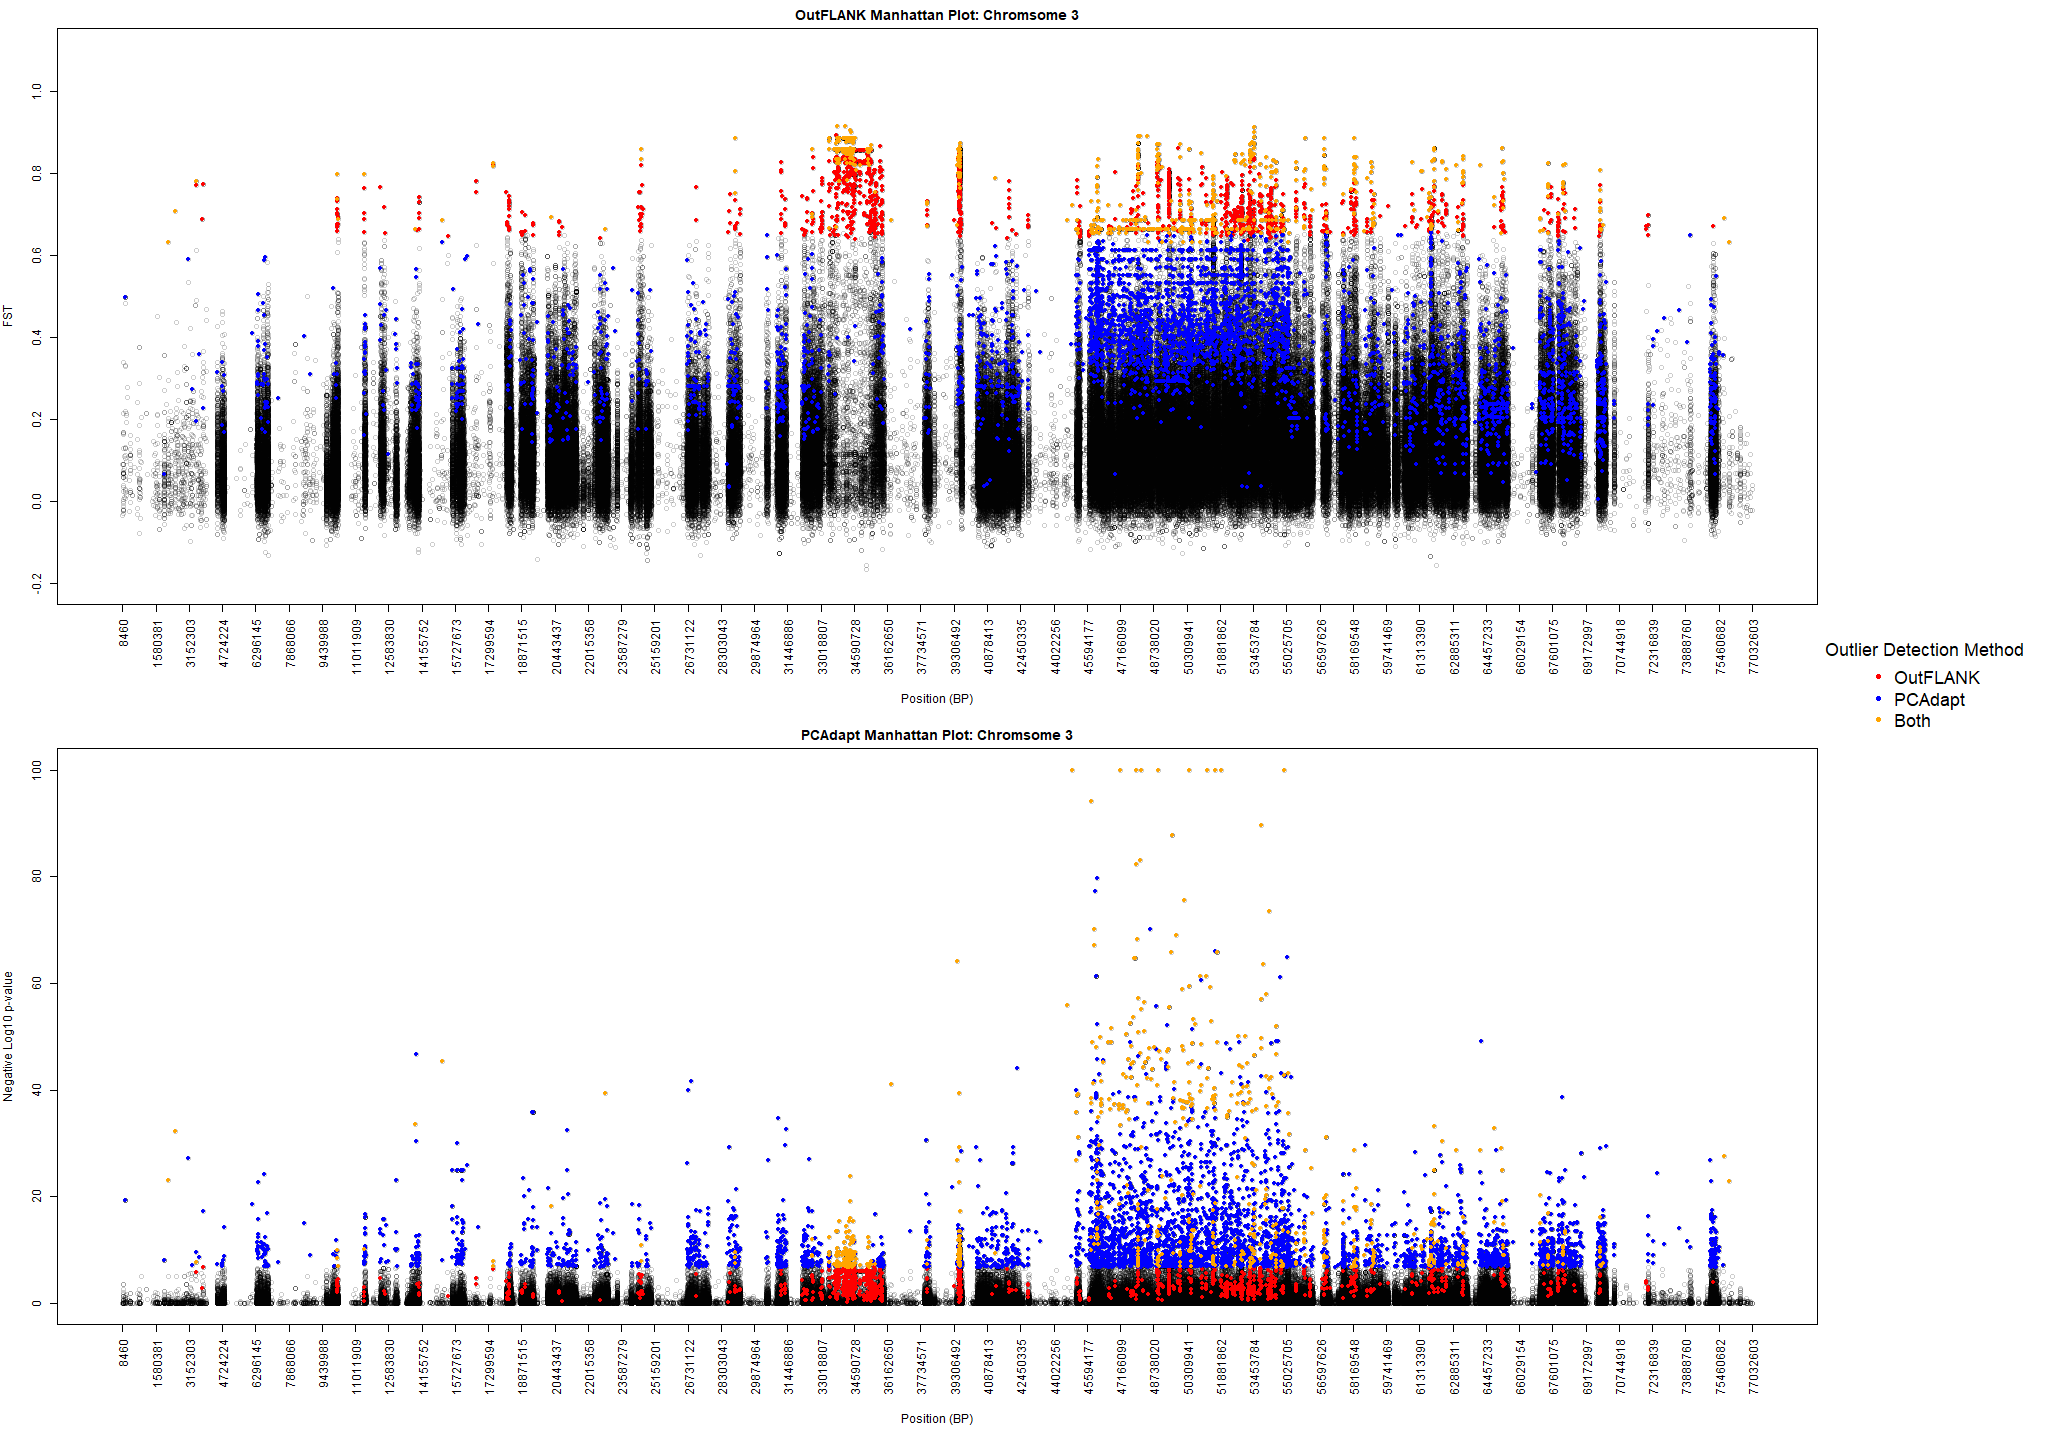 OutFLANK Manhattan Plot: Chromsome 3
1.0
0.8
0.6
0.4
0.2
0.0
-0.2
FST
8460 1580381 3152303 4724224 6296145 7868066 9439988 11011909 12583830 14155752 15727673 17299594 18871515 20443437 22015358 23587279 25159201 26731122 28303043 29874964 31446886 33018807 34590728 36162650 37734571 39306492 40878413 42450335 44022256 45594177 47166099 48738020 50309941 51881862 53453784 55025705 56597626 58169548 59741469 61313390 62885311 64457233 66029154 67601075 69172997 70744918 72316839 73888760 75460682 77032603
Position (BP)
Outlier Detection Method
OutFLANK
PCAdapt
Both
PCAdapt Manhattan Plot: Chromsome 3
100
80
60
40
20
0
Negative Log10 p-value
8460 1580381 3152303 4724224 6296145 7868066 9439988 11011909 12583830 14155752 15727673 17299594 18871515 20443437 22015358 23587279 25159201 26731122 28303043 29874964 31446886 33018807 34590728 36162650 37734571 39306492 40878413 42450335 44022256 45594177 47166099 48738020 50309941 51881862 53453784 55025705 56597626 58169548 59741469 61313390 62885311 64457233 66029154 67601075 69172997 70744918 72316839 73888760 75460682 77032603
Position (BP)